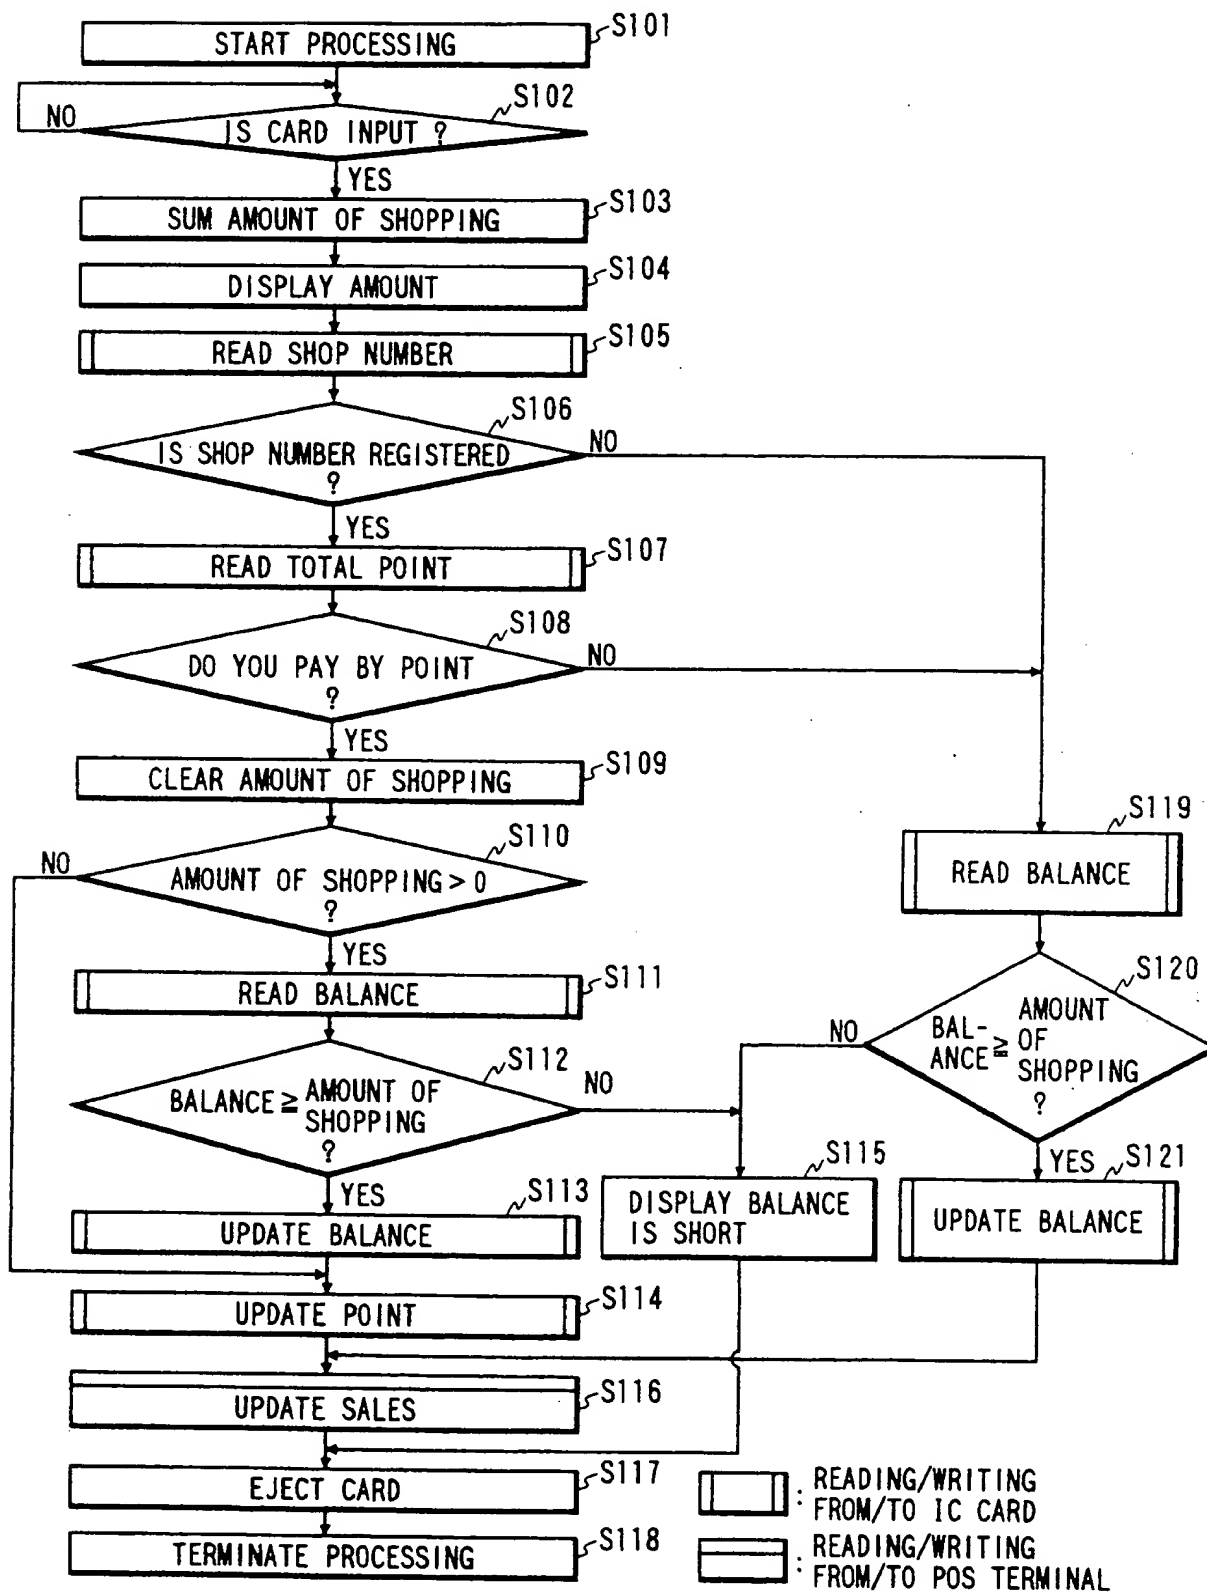 START PROCESSING
S101
S102
NO
IS CARD INPUT ?
YES
SUM AMOUNT OF SHOPPING
S103
DISPLAY AMOUNT
S104
READ SHOP NUMBER
S105
S106
IS SHOP NUMBER REGISTERED
?
NO
YES
READ TOTAL POINT
S107
S108
DO YOU PAY BY POINT
?
NO
YES
CLEAR AMOUNT OF SHOPPING
S109
S110
NO
AMOUNT OF SHOPPING > 0
?
YES
S119
READ BALANCE
READ BALANCE
S111
S120
NO
BAL-
ANCE ≧
AMOUNT
OF
SHOPPING
?
S112
BALANCE ≧ AMOUNT OF
SHOPPING
?
NO
YES
S113
UPDATE BALANCE
S115
DISPLAY BALANCE
IS SHORT
YES
S121
UPDATE BALANCE
UPDATE POINT
S114
UPDATE SALES
S116
EJECT CARD
S117
TERMINATE PROCESSING
S118
: READING/WRITING
FROM/TO IC CARD
: READING/WRITING
FROM/TO POS TERMINAL